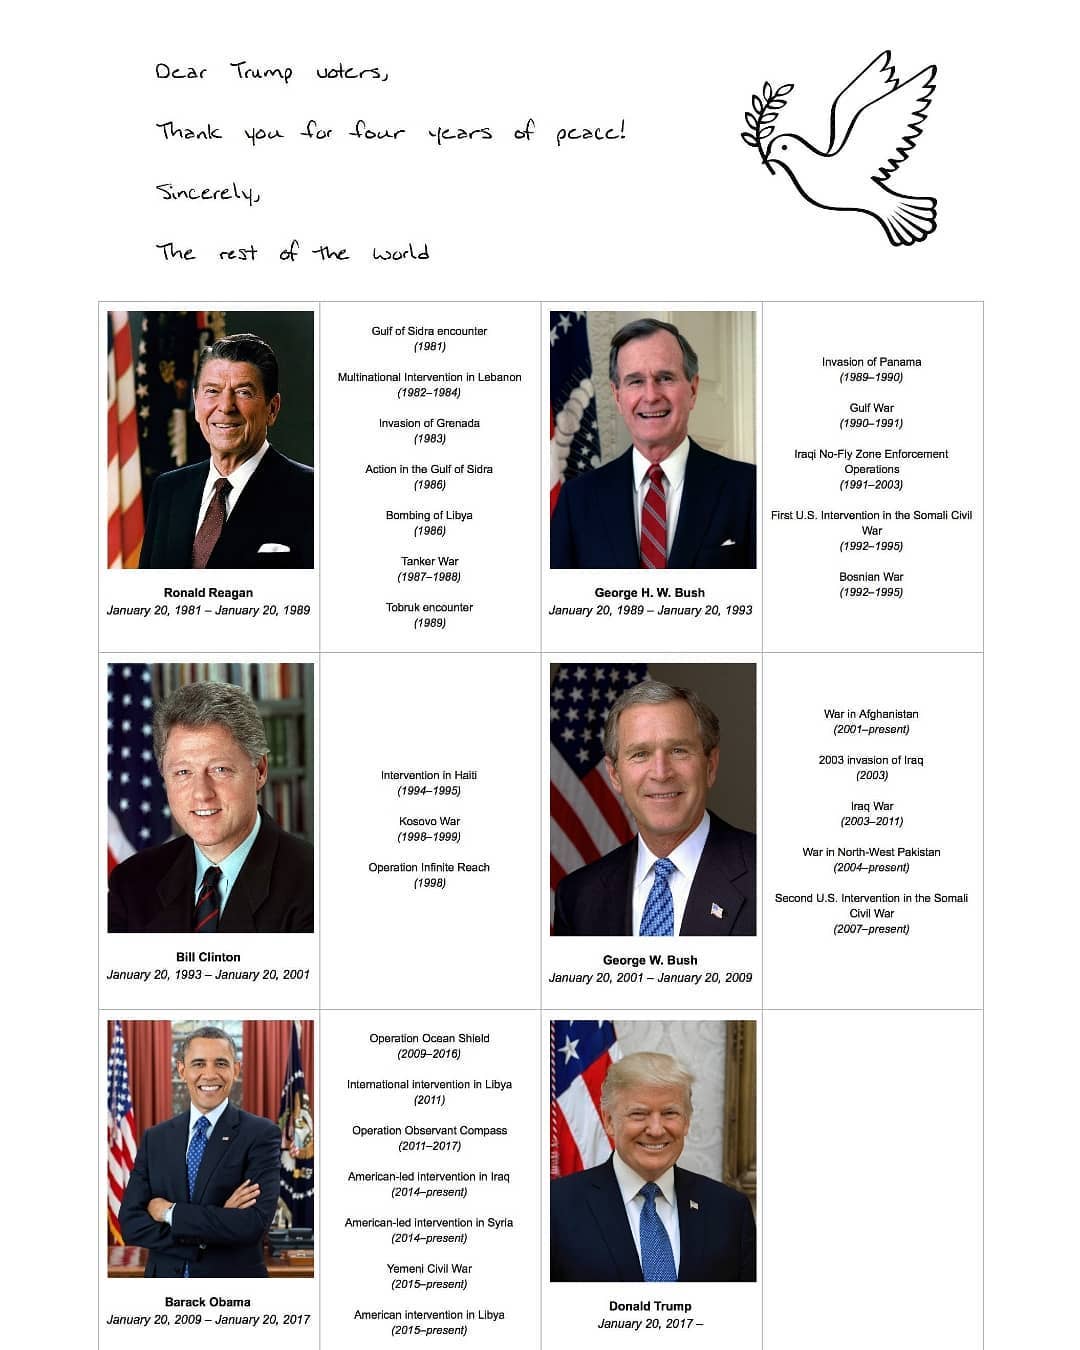 Dear Trump voters,
Thank you for four years of peace!
Sincerely,
The rest of the world
Ronald Reagan
January 20, 1981 – January 20, 1989
Gulf of Sidra encounter
(1981)
Multinational Intervention in Lebanon
(1982–1984)
Invasion of Grenada
(1983)
Action in the Gulf of Sidra
(1986)
Bombing of Libya
(1986)
Tanker War
(1987–1988)
Tobruk encounter
(1989)
George H. W. Bush
January 20, 1989 – January 20, 1993
Invasion of Panama
(1989–1990)
Gulf War
(1990–1991)
Iraqi No-Fly Zone Enforcement
Operations
(1991–2003)
First U.S. Intervention in the Somali Civil
War
(1992–1995)
Bosnian War
(1992–1995)
Bill Clinton
January 20, 1993 – January 20, 2001
Intervention in Haiti
(1994–1995)
Kosovo War
(1998–1999)
Operation Infinite Reach
(1998)
George W. Bush
January 20, 2001 – January 20, 2009
War in Afghanistan
(2001–present)
2003 invasion of Iraq
(2003)
Iraq War
(2003–2011)
War in North-West Pakistan
(2004–present)
Second U.S. Intervention in the Somali
Civil War
(2007–present)
Barack Obama
January 20, 2009 – January 20, 2017
Operation Ocean Shield
(2009–2016)
International intervention in Libya
(2011)
Operation Observant Compass
(2011–2017)
American-led intervention in Iraq
(2014–present)
American-led intervention in Syria
(2014–present)
Yemeni Civil War
(2015–present)
American intervention in Libya
(2015–present)
Donald Trump
January 20, 2017 –